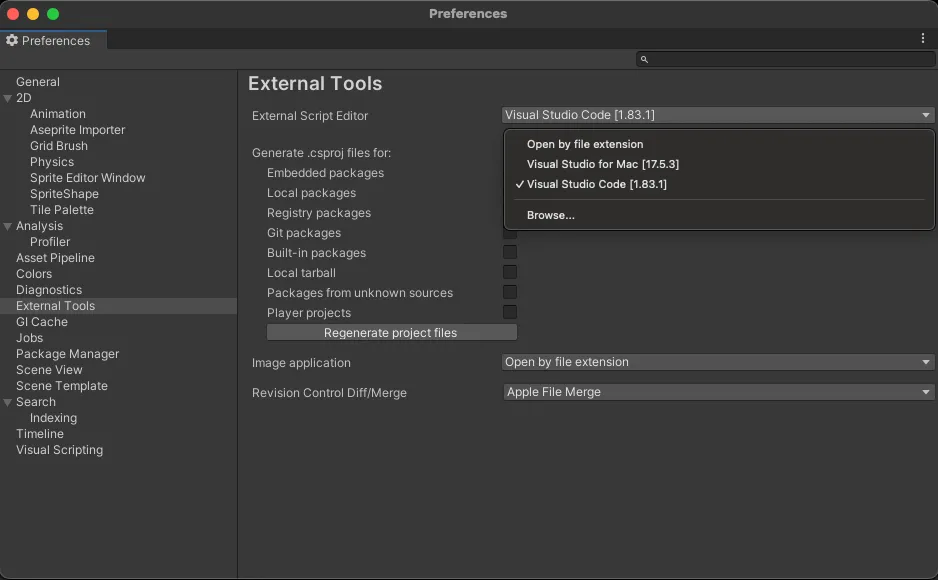 Preferences
Preferences
General
2D
Animation
Aseprite Importer
Grid Brush
Physics
Sprite Editor Window
SpriteShape
Tile Palette
Analysis
Profiler
Asset Pipeline
Colors
Diagnostics
External Tools
GI Cache
Jobs
Package Manager
Scene View
Scene Template
Search
Indexing
Timeline
Visual Scripting
External Tools
External Script Editor
Visual Studio Code [1.83.1]
Open by file extension
Visual Studio for Mac [17.5.3]
✓ Visual Studio Code [1.83.1]
Browse...
Generate .csproj files for:
Embedded packages
Local packages
Registry packages
Git packages
Built-in packages
Local tarball
Packages from unknown sources
Player projects
Regenerate project files
Image application
Open by file extension
Revision Control Diff/Merge
Apple File Merge